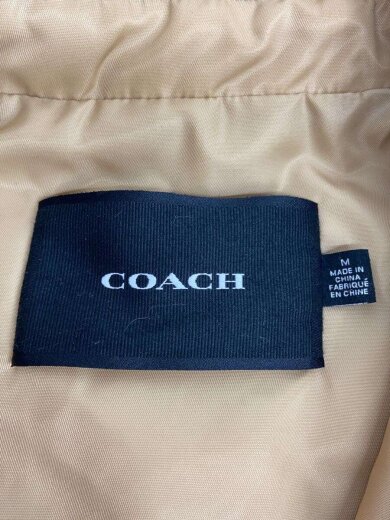 COACH
M
MADE IN
CHINA
FABRIQUÉ
EN CHINE